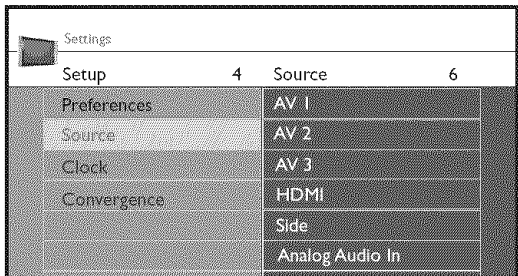 Settings
Setup 4 Source 6
Preferences AV 1
Source AV 2
Clock AV 3
Convergence HDMI
Side
Analog Audio In